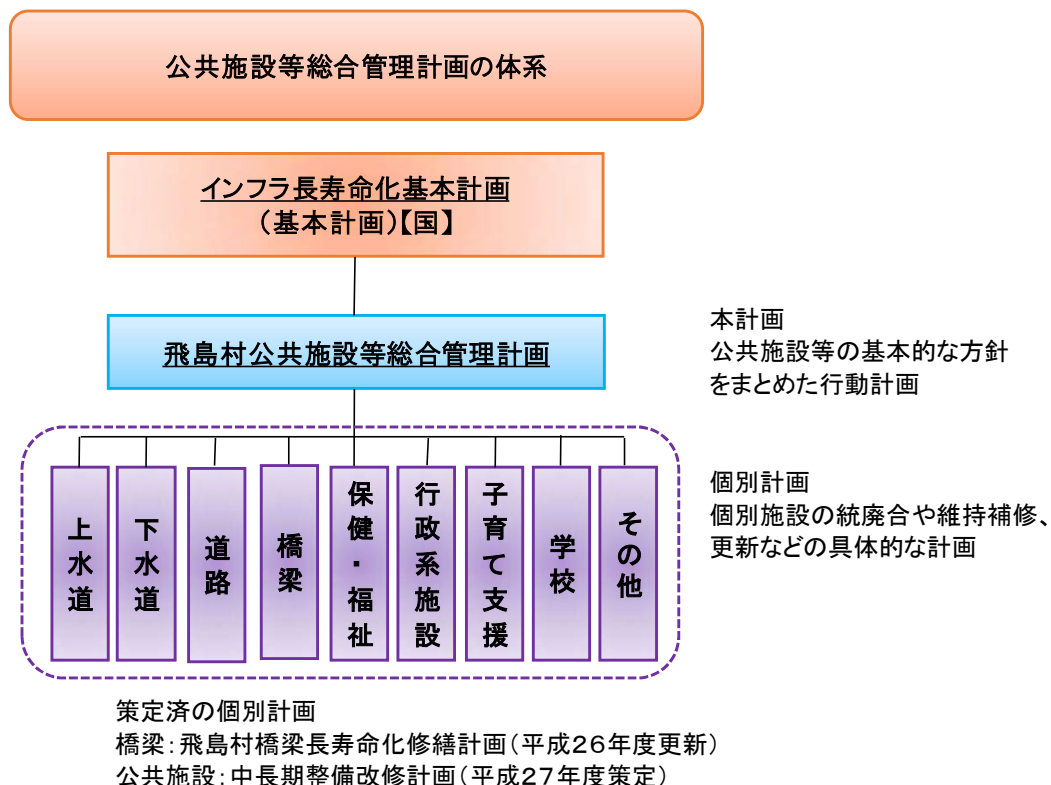 公共施設等総合管理計画の体系
インフラ長寿命化基本計画
（基本計画）【国】
飛島村公共施設等総合管理計画
本計画
公共施設等の基本的な方針
をまとめた行動計画
上水道
下水道
道路
橋梁
保健・福祉
行政系施設
子育て支援
学校
その他
個別計画
個別施設の統廃合や維持補修、
更新などの具体的な計画
策定済の個別計画
橋梁：飛島村橋梁長寿命化修繕計画（平成２６年度更新）
公共施設：中長期整備改修計画（平成２７年度策定）